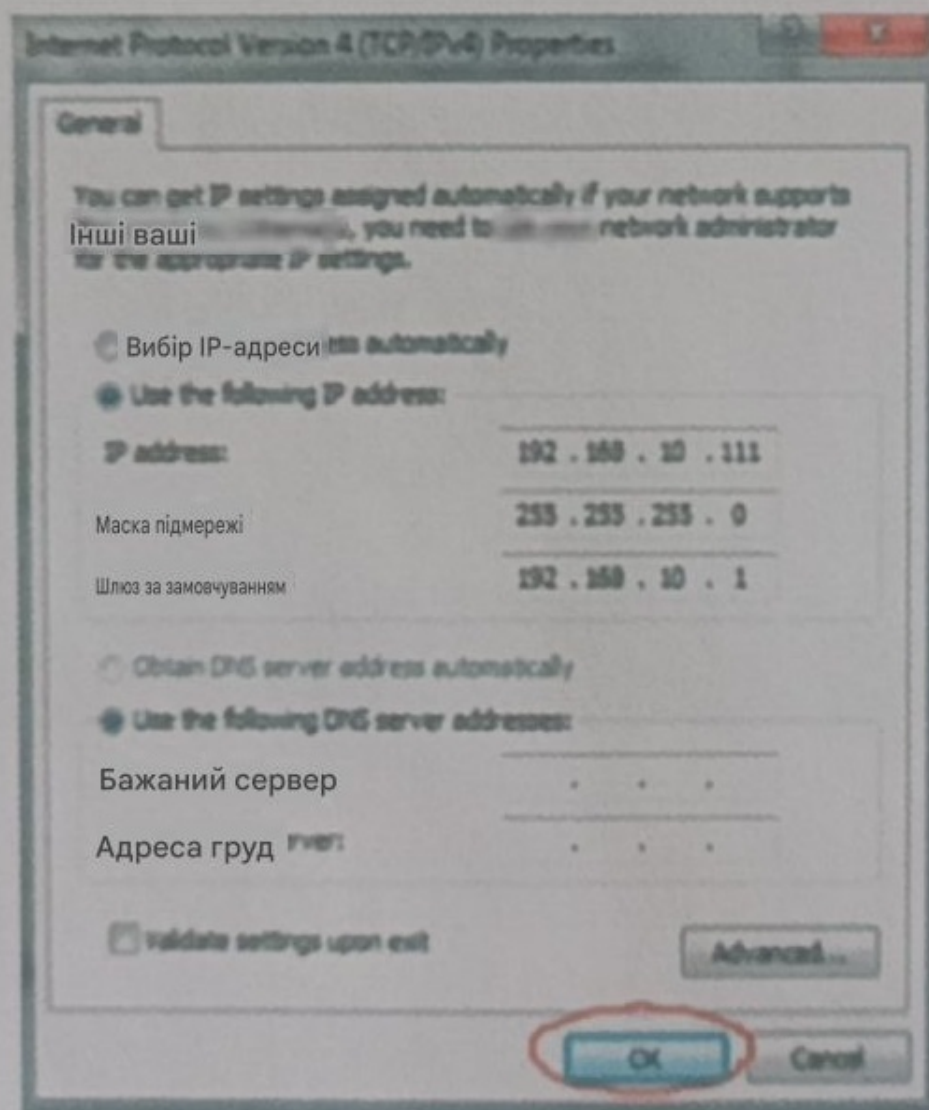 Internet Protocol Version 4 (TCP/IPv4) Properties
General
You can get IP settings assigned automatically if your network supports
Інші ваші , you need to network administrator
for the appropriate IP settings.
Вибір IP-адреси ess automatically
Use the following IP address:
IP address: 192 . 168 . 10 . 111
Маска підмережі 255 . 255 . 255 . 0
Шлюз за замовчуванням 192 . 168 . 10 . 1
Obtain DNS server address automatically
Use the following DNS server addresses:
Бажаний сервер . . .
Адреса груд rver: . . .
Validate settings upon exit
Advanced...
OK Cancel